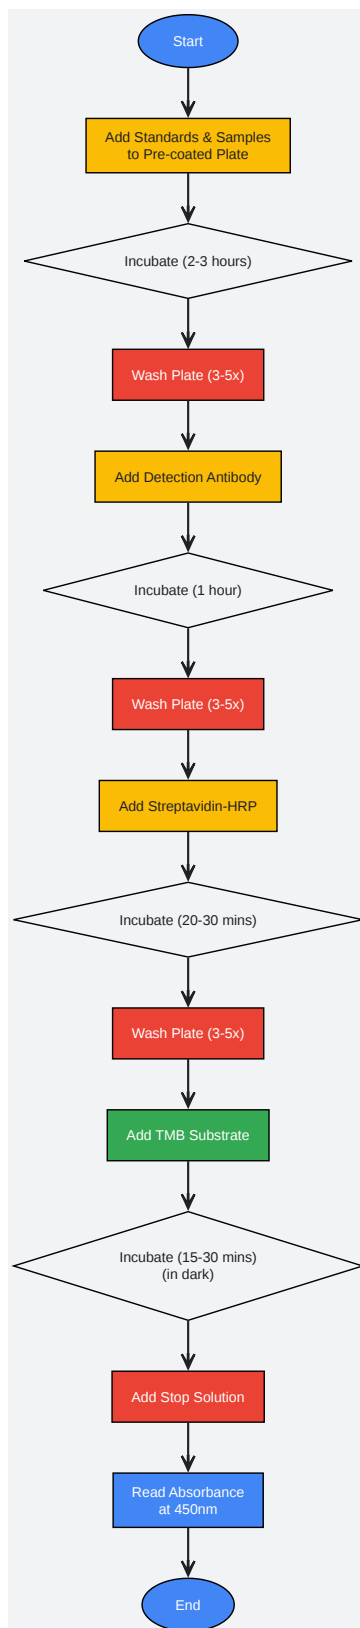 Start
Add Standards & Samples
to Pre-coated Plate
Incubate (2-3 hours)
Wash Plate (3-5x)
Add Detection Antibody
Incubate (1 hour)
Wash Plate (3-5x)
Add Streptavidin-HRP
Incubate (20-30 mins)
Wash Plate (3-5x)
Add TMB Substrate
Incubate (15-30 mins)
(in dark)
Add Stop Solution
Read Absorbance
at 450nm
End